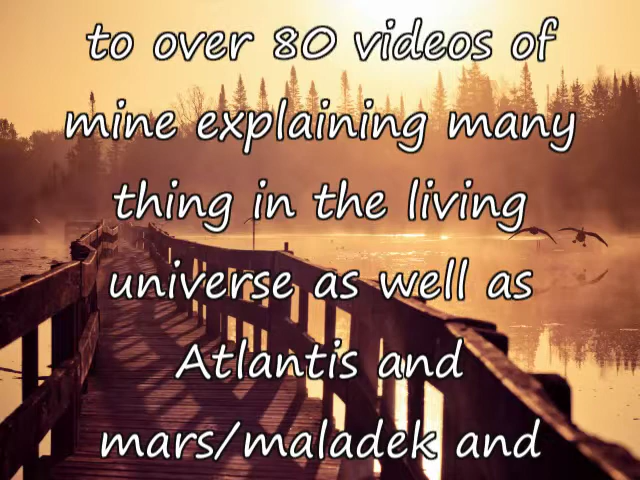 to over 80 videos of
mine explaining many
thing in the living
universe as well as
Atlantis and
mars/maladek and